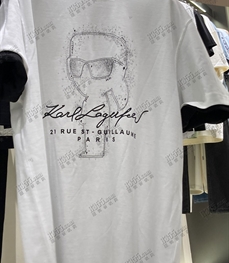 Karl Lagerfeld
21 RUE ST-GUILLAUME
PARIS